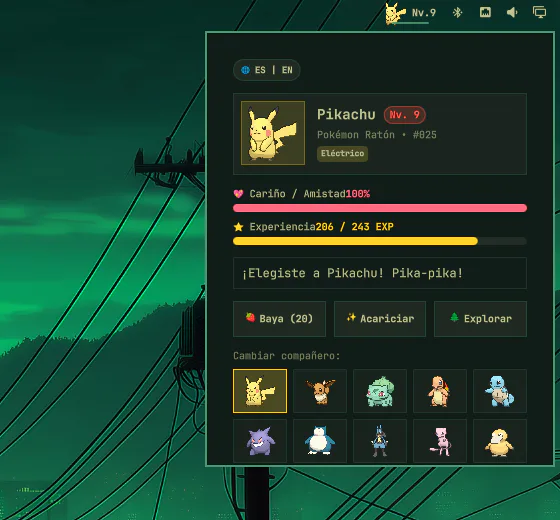 Nv.9
ES | EN
Pikachu Nv. 9
Pokémon Ratón • #025
Eléctrico
Cariño / Amistad100%
Experiencia206 / 243 EXP
¡Elegiste a Pikachu! Pika-pika!
Baya (20) Acariciar Explorar
Cambiar compañero: